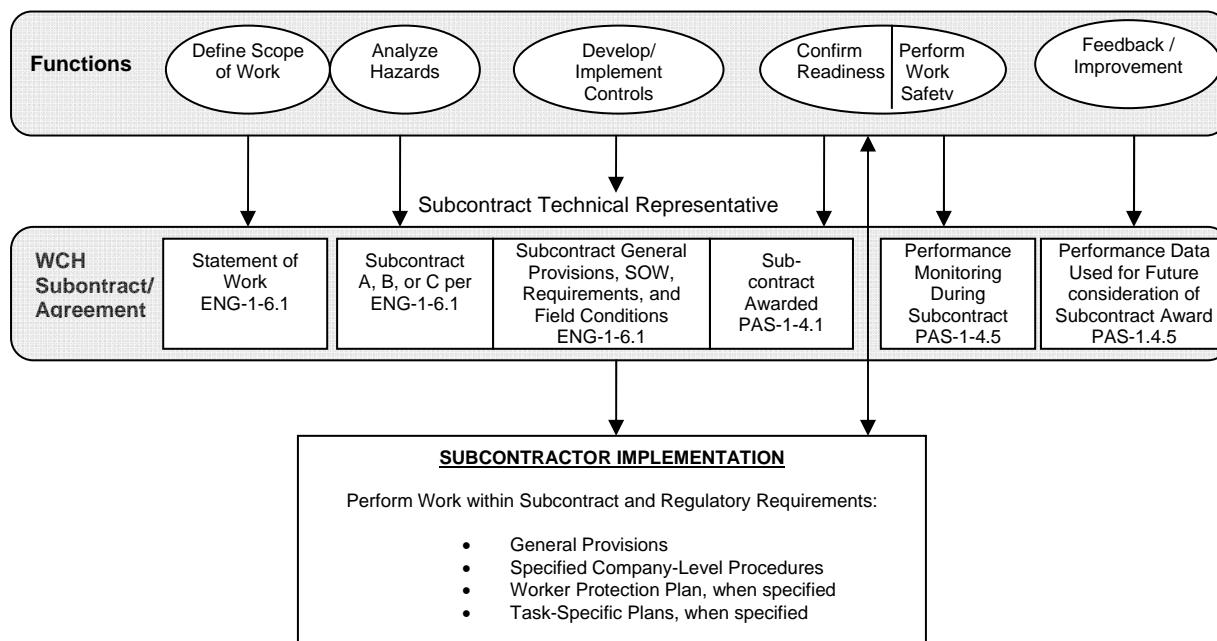 Functions
Define Scope
of Work
Analyze
Hazards
Develop/
Implement
Controls
Confirm
Readiness
Perform
Work
Safety
Feedback /
Improvement
Subcontract Technical Representative
WCH
Subontract/
Agreement
Statement of
Work
ENG-1-6.1
Subcontract
A, B, or C per
ENG-1-6.1
Subcontract General
Provisions, SOW,
Requirements, and
Field Conditions
ENG-1-6.1
Sub-
contract
Awarded
PAS-1-4.1
Performance
Monitoring
During
Subcontract
PAS-1-4.5
Performance Data
Used for Future
consideration of
Subcontract Award
PAS-1.4.5
SUBCONTRACTOR IMPLEMENTATION
Perform Work within Subcontract and Regulatory Requirements:
• General Provisions
• Specified Company-Level Procedures
• Worker Protection Plan, when specified
• Task-Specific Plans, when specified